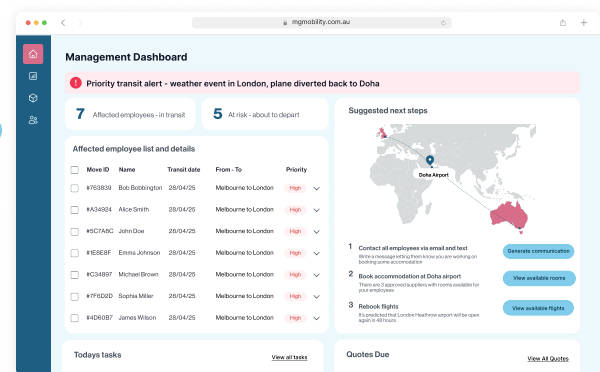 mgmobility.com.au
Management Dashboard
Priority transit alert - weather event in London, plane diverted back to Doha
7 Affected employees - in transit
5 At risk - about to depart
Affected employee list and details
Move ID Name Transit date From - To Priority
#763839 Bob Bobbington 28/04/25 Melbourne to London High
#A34924 Alice Smith 28/04/25 Melbourne to London High
#5C7A6C John Doe 28/04/25 Melbourne to London High
#1E8E8F Emma Johnson 28/04/25 Melbourne to London High
#C34897 Michael Brown 28/04/25 Melbourne to London High
#7F6D2D Sophia Miller 28/04/25 Melbourne to London High
#4D60B7 James Wilson 28/04/25 Melbourne to London High
Suggested next steps
Doha Airport
1 Contact all employees via email and text
Write a message letting them know you are working on
booking some accomodation
Generate communication
2 Book accommodation at Doha airport
There are 3 approved suppliers with rooms available for
your employees
View available rooms
3 Rebook flights
It's predicted that London Heathrow airport will be open
again in 48 hours.
View available flights
Todays tasks
View all tasks
Quotes Due
View All Quotes